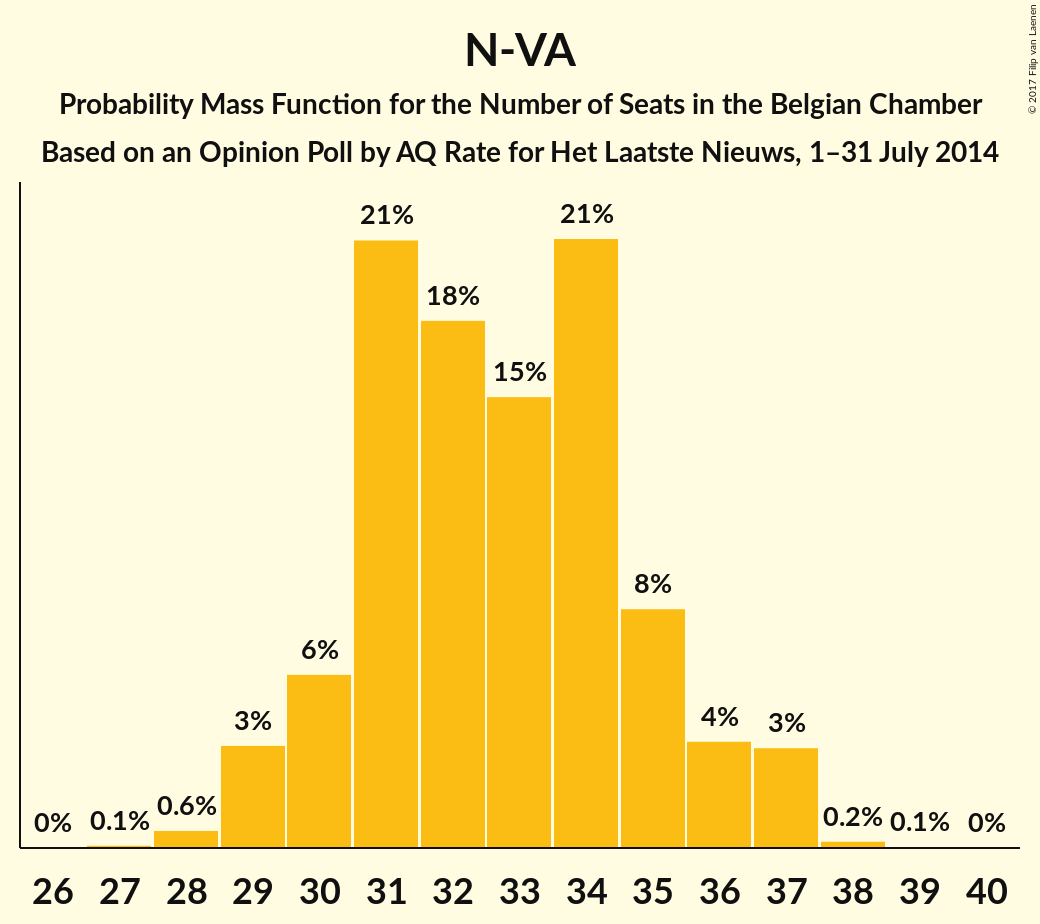 N-VA
Probability Mass Function for the Number of Seats in the Belgian Chamber
Based on an Opinion Poll by AQ Rate for Het Laatste Nieuws, 1–31 July 2014
© 2017 Filip van Laenen
0% 0.1% 0.6% 3% 6% 21% 18% 15% 21% 8% 4% 3% 0.2% 0.1% 0%
26 27 28 29 30 31 32 33 34 35 36 37 38 39 40